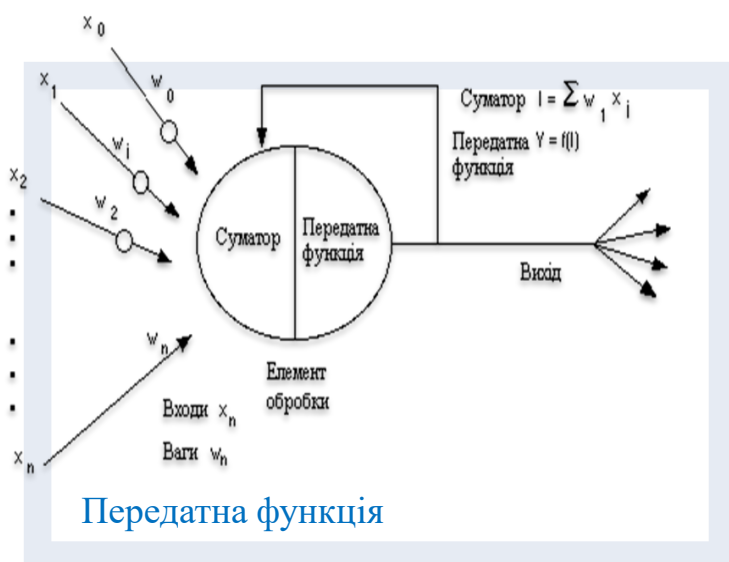 x₀
w₀
x₁
wᵢ
x₂
w₂
Суматор I = Σ w₁ xᵢ
Передатна Y = f(I)
функція
Суматор
Передатна
функція
Вихід
wₙ
Елемент
обробки
Входи xₙ
Ваги wₙ
xₙ
Передатна функція